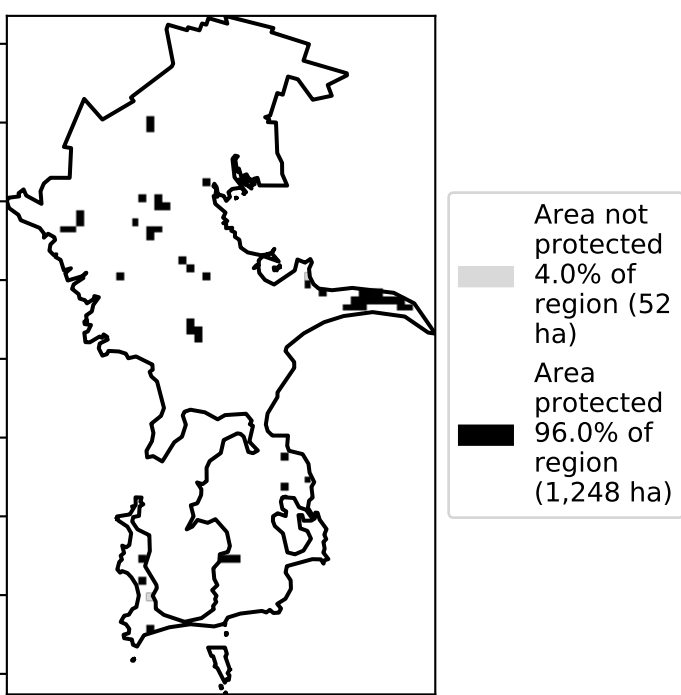 Area not
protected
4.0% of
region (52
ha)
Area
protected
96.0% of
region
(1,248 ha)